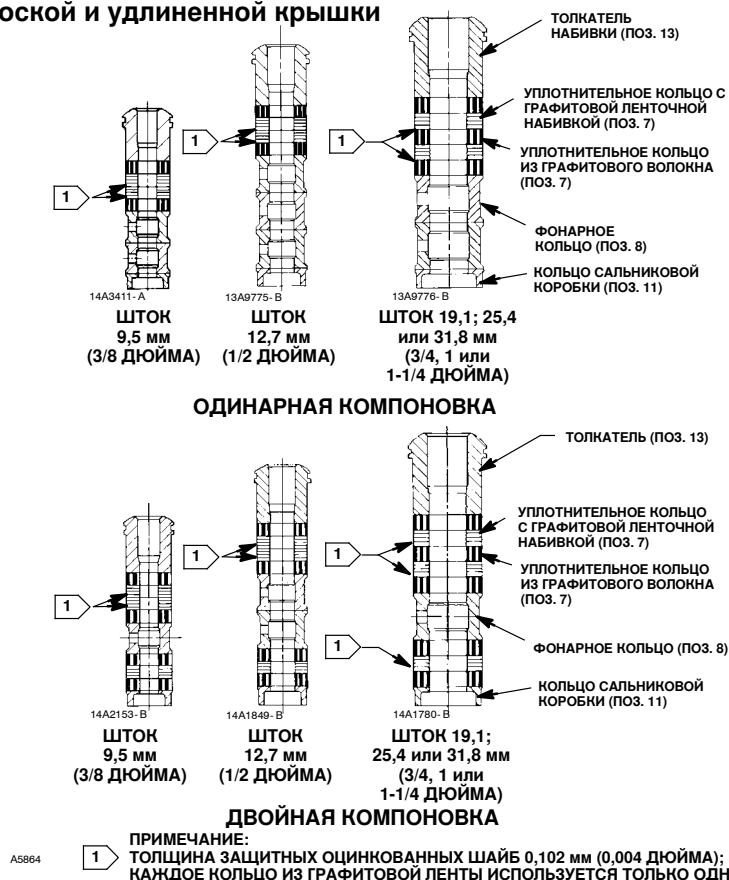 оской и удлиненной крышки
ТОЛКАТЕЛЬ
НАБИВКИ (ПОЗ. 13)
УПЛОТНИТЕЛЬНОЕ КОЛЬЦО С
ГРАФИТОВОЙ ЛЕНТОЧНОЙ
НАБИВКОЙ (ПОЗ. 7)
1
1
1
УПЛОТНИТЕЛЬНОЕ КОЛЬЦО
ИЗ ГРАФИТОВОГО ВОЛОКНА
(ПОЗ. 7)
ФОНАРНОЕ
КОЛЬЦО (ПОЗ. 8)
КОЛЬЦО САЛЬНИКОВОЙ
КОРОБКИ (ПОЗ. 11)
14A3411- A
ШТОК
9,5 мм
(3/8 ДЮЙМА)
13A9775- B
ШТОК
12,7 мм
(1/2 ДЮЙМА)
13A9776- B
ШТОК 19,1; 25,4
или 31,8 мм
(3/4, 1 или
1-1/4 ДЮЙМА)
ОДИНАРНАЯ КОМПОНОВКА
ТОЛКАТЕЛЬ (ПОЗ. 13)
УПЛОТНИТЕЛЬНОЕ КОЛЬЦО
С ГРАФИТОВОЙ ЛЕНТОЧНОЙ
НАБИВКОЙ (ПОЗ. 7)
1
1
1
УПЛОТНИТЕЛЬНОЕ КОЛЬЦО
ИЗ ГРАФИТОВОГО ВОЛОКНА
(ПОЗ. 7)
1
ФОНАРНОЕ КОЛЬЦО (ПОЗ. 8)
КОЛЬЦО САЛЬНИКОВОЙ
КОРОБКИ (ПОЗ. 11)
14A2153- B
ШТОК
9,5 мм
(3/8 ДЮЙМА)
14A1849- B
ШТОК
12,7 мм
(1/2 ДЮЙМА)
14A1780- B
ШТОК 19,1;
25,4 или 31,8 мм
(3/4, 1 или
1-1/4 ДЮЙМА)
ДВОЙНАЯ КОМПОНОВКА
ПРИМЕЧАНИЕ:
A5864
1 ТОЛЩИНА ЗАЩИТНЫХ ОЦИНКОВАННЫХ ШАЙБ 0,102 мм (0,004 ДЮЙМА);
КАЖДОЕ КОЛЬЦО ИЗ ГРАФИТОВОЙ ЛЕНТЫ ИСПОЛЬЗУЕТСЯ ТОЛЬКО ОДН